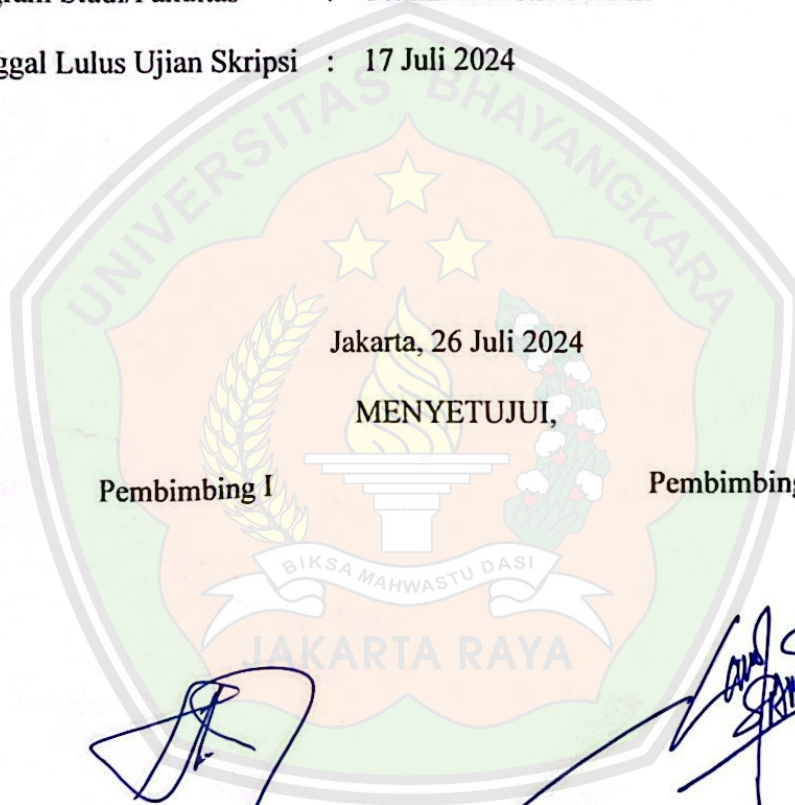 ggal Lulus Ujian Skripsi : 17 Juli 2024
UNIVERSITAS BHAYANGKARA
Jakarta, 26 Juli 2024
MENYETUJUI,
Pembimbing I Pembimbing
BIKSA MAHWASTU DASI
JAKARTA RAYA